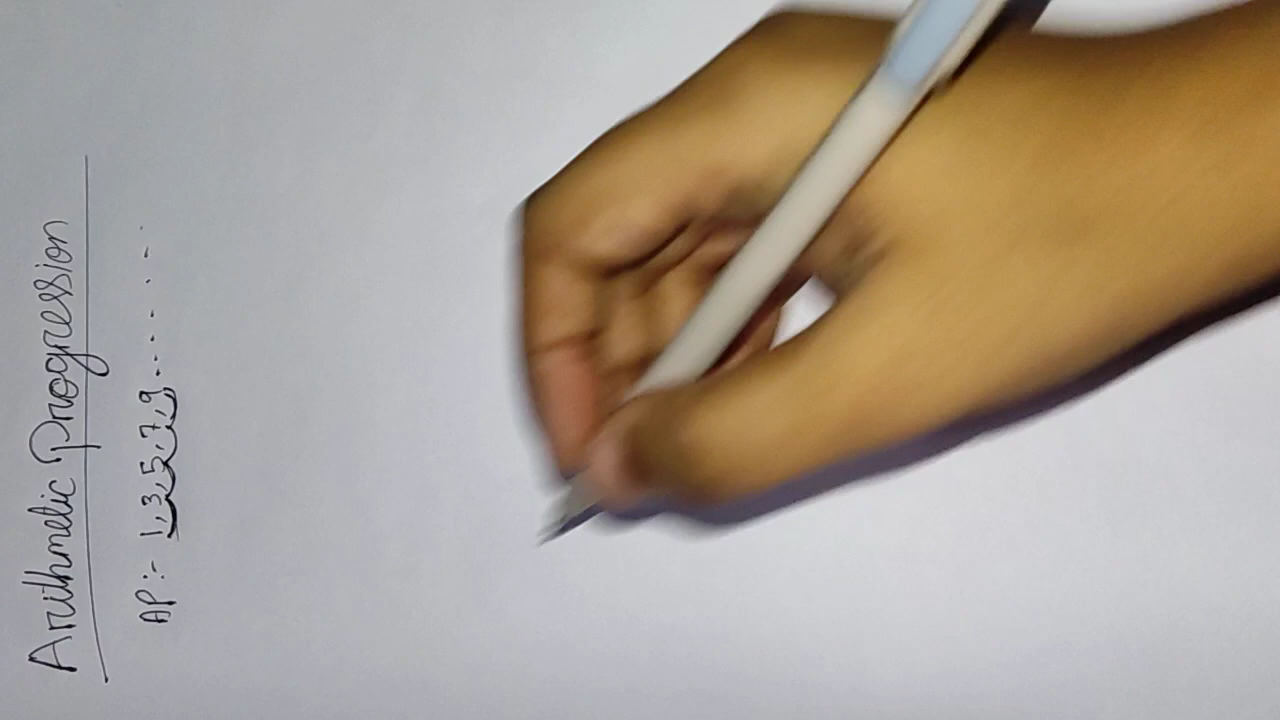 Arithmetic Progression
AP:- 1,3,5,7,9.......